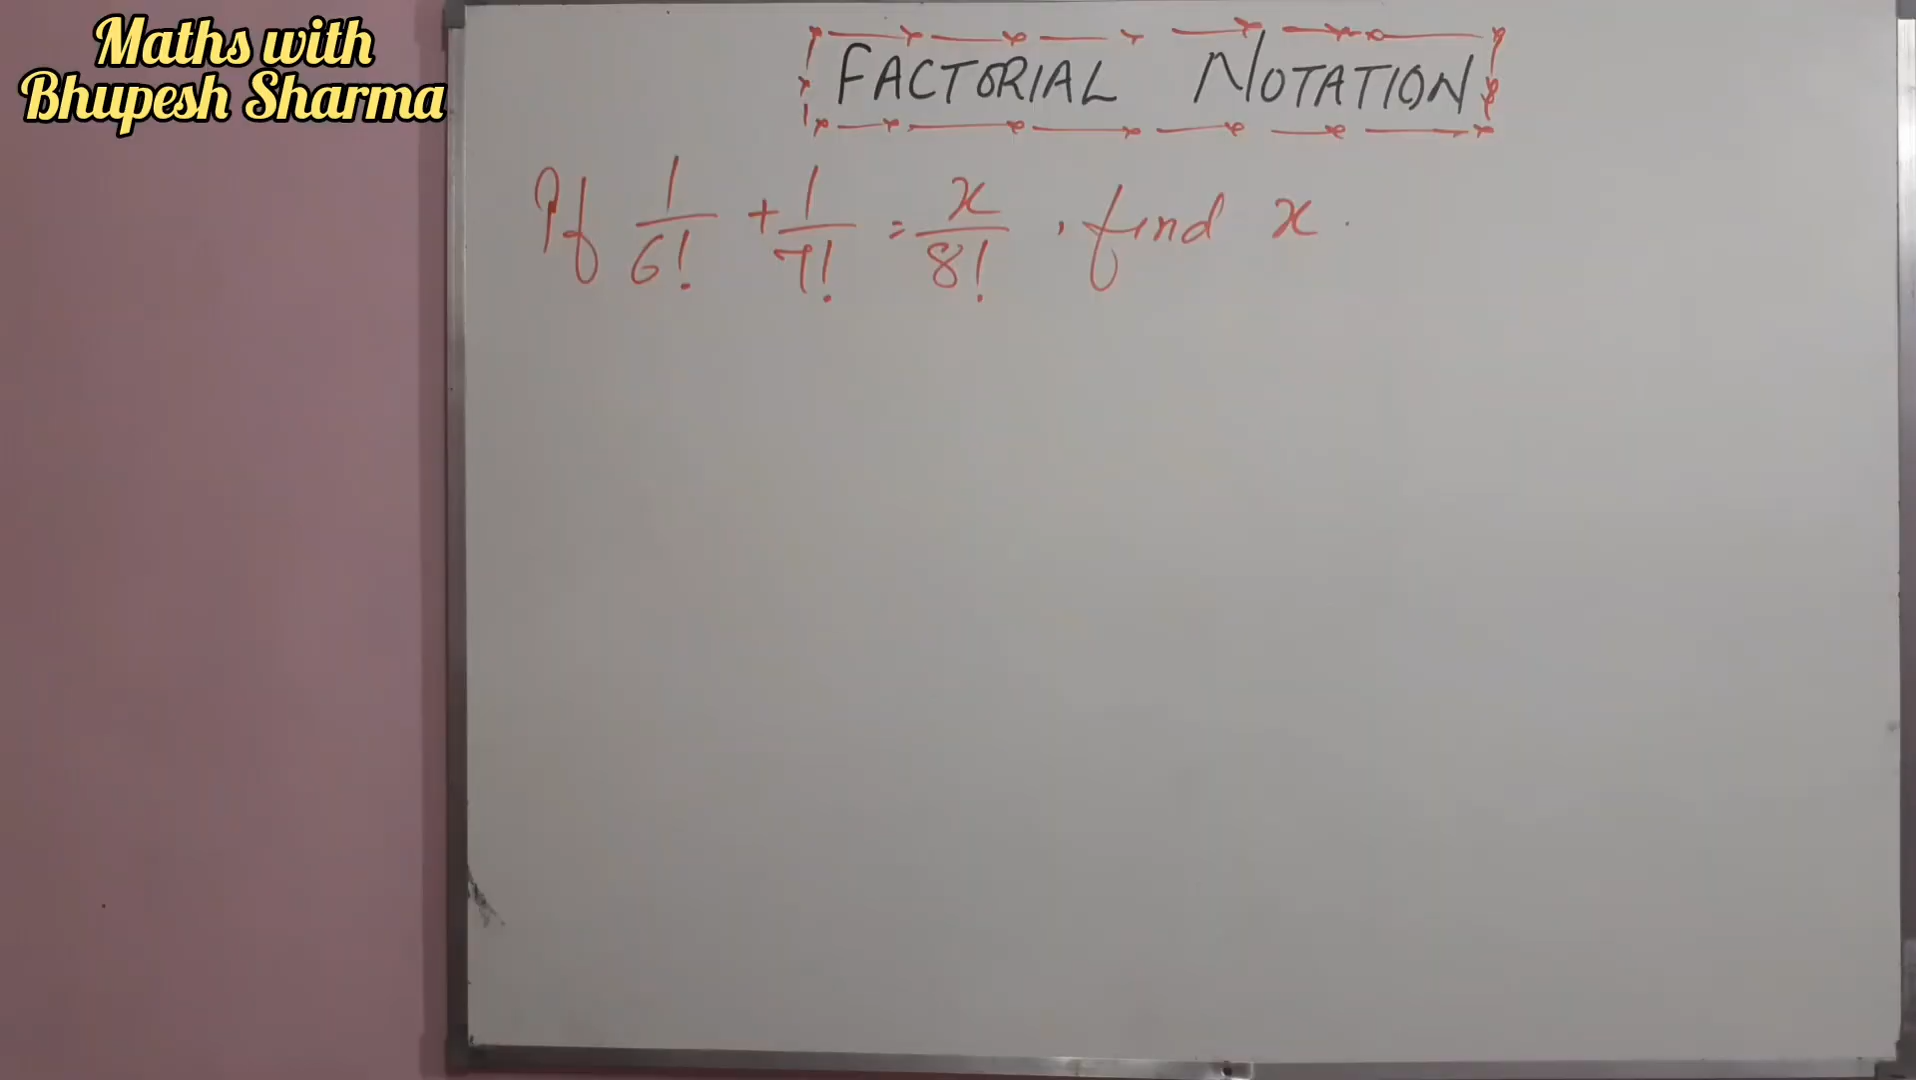 Maths with
Bhupesh Sharma
FACTORIAL NOTATION
If 1/6! + 1/7! = x/8! , find x .